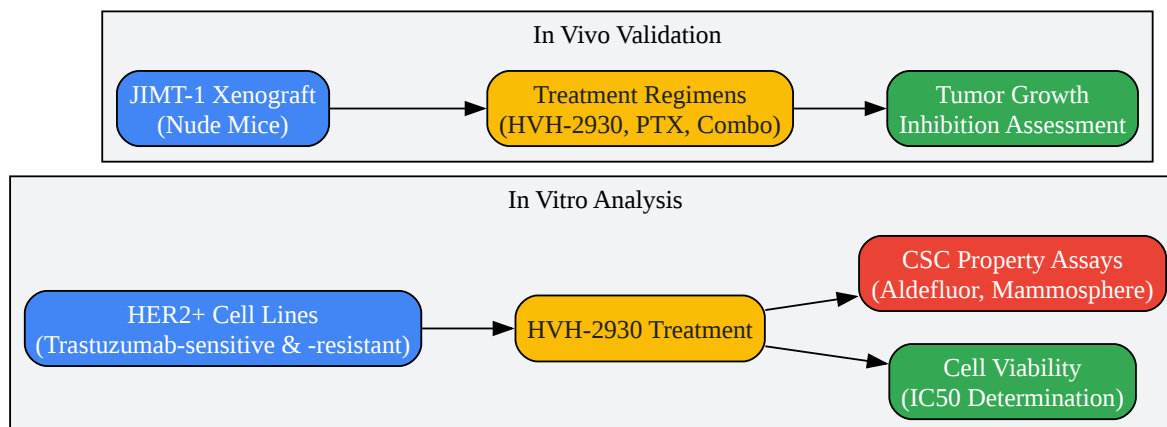 In Vivo Validation
JIMT-1 Xenograft
(Nude Mice)
Treatment Regimens
(HVH-2930, PTX, Combo)
Tumor Growth
Inhibition Assessment
In Vitro Analysis
HER2+ Cell Lines
(Trastuzumab-sensitive & -resistant)
HVH-2930 Treatment
CSC Property Assays
(Aldefluor, Mammosphere)
Cell Viability
(IC50 Determination)